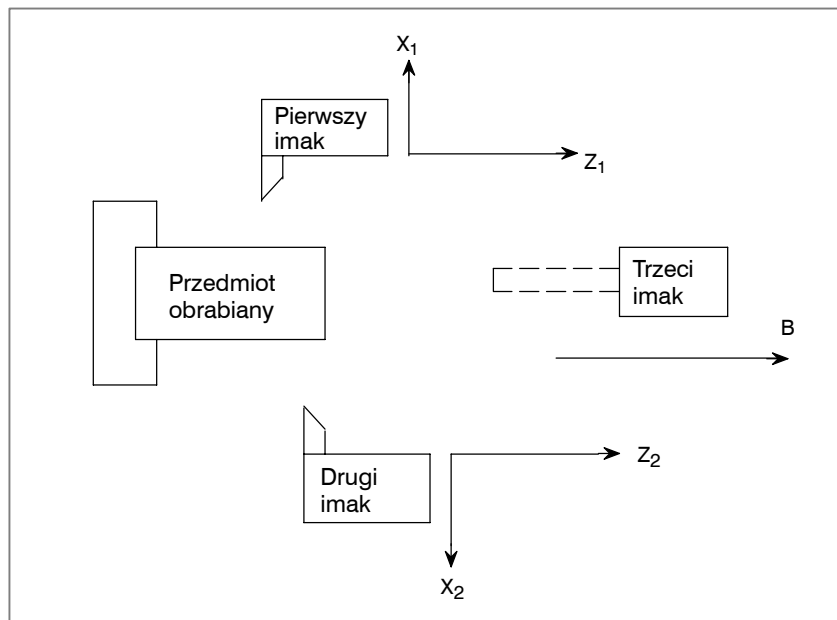 X1
Pierwszy
imak
Z1
Przedmiot
obrabiany
Trzeci
imak
B
Drugi
imak
Z2
X2